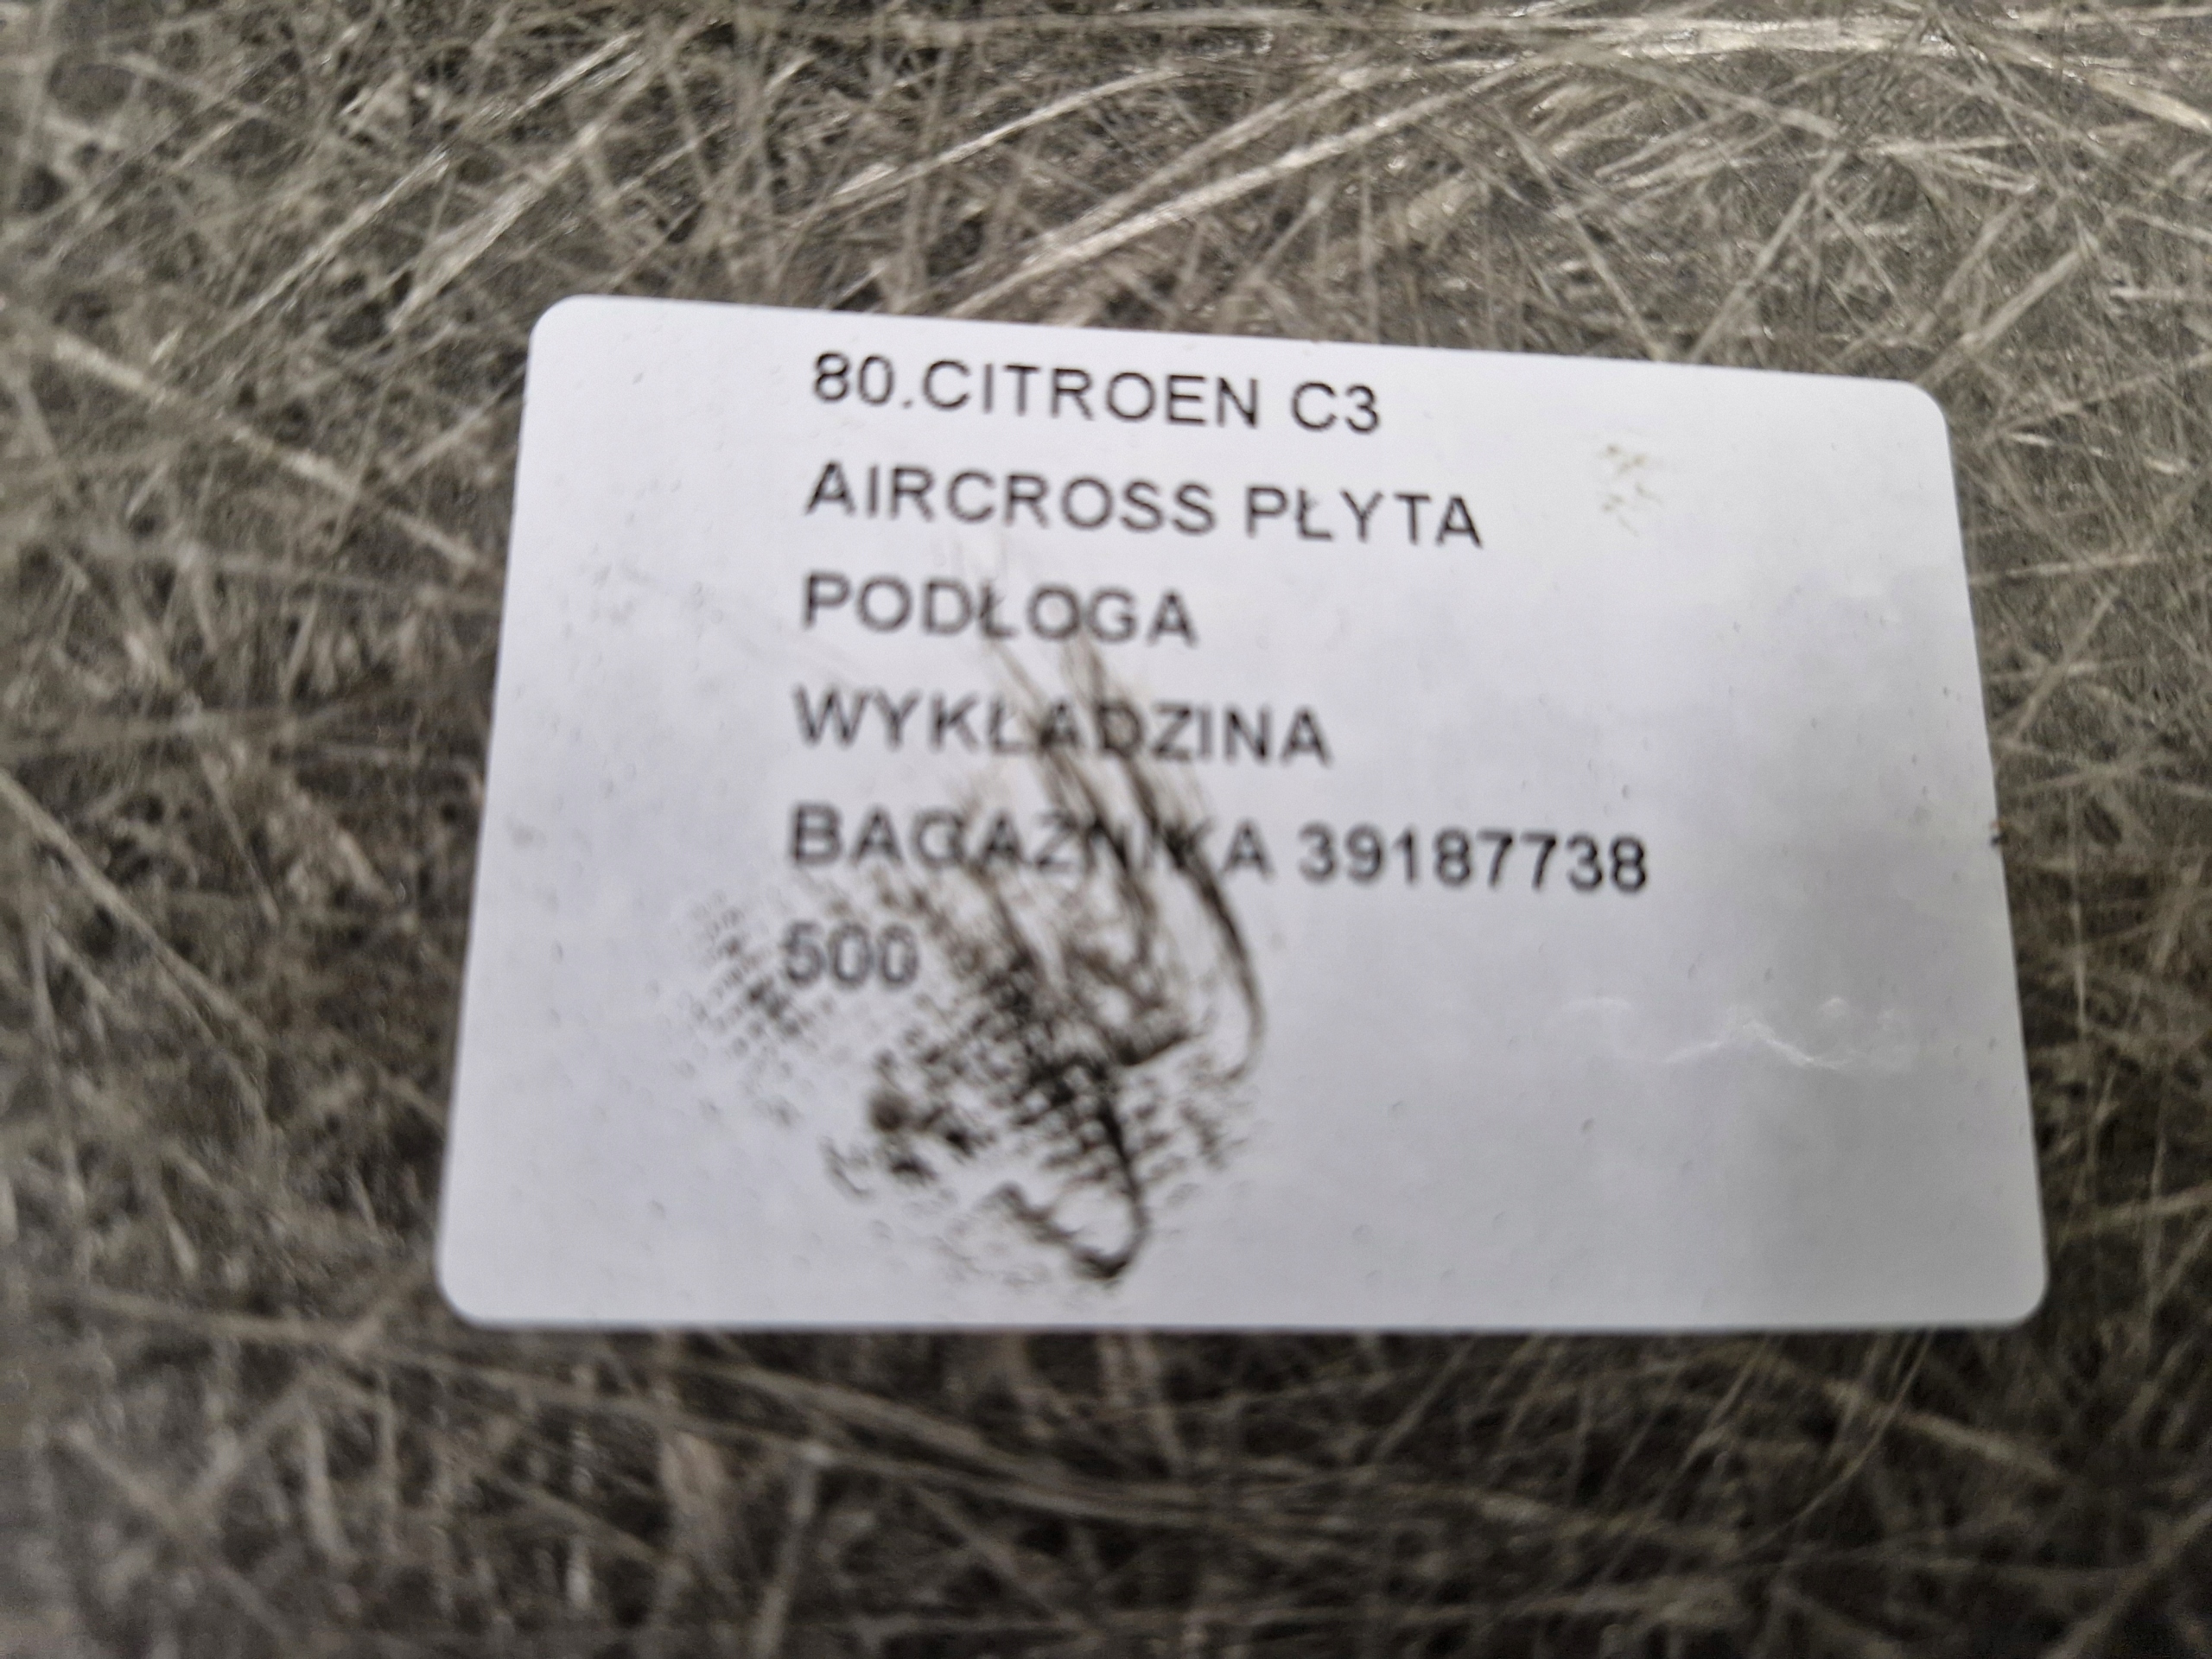 80.CITROEN C3
AIRCROSS PŁYTA
PODŁOGA
WYKŁADZINA
BAGAŻNIKA 39187738
500